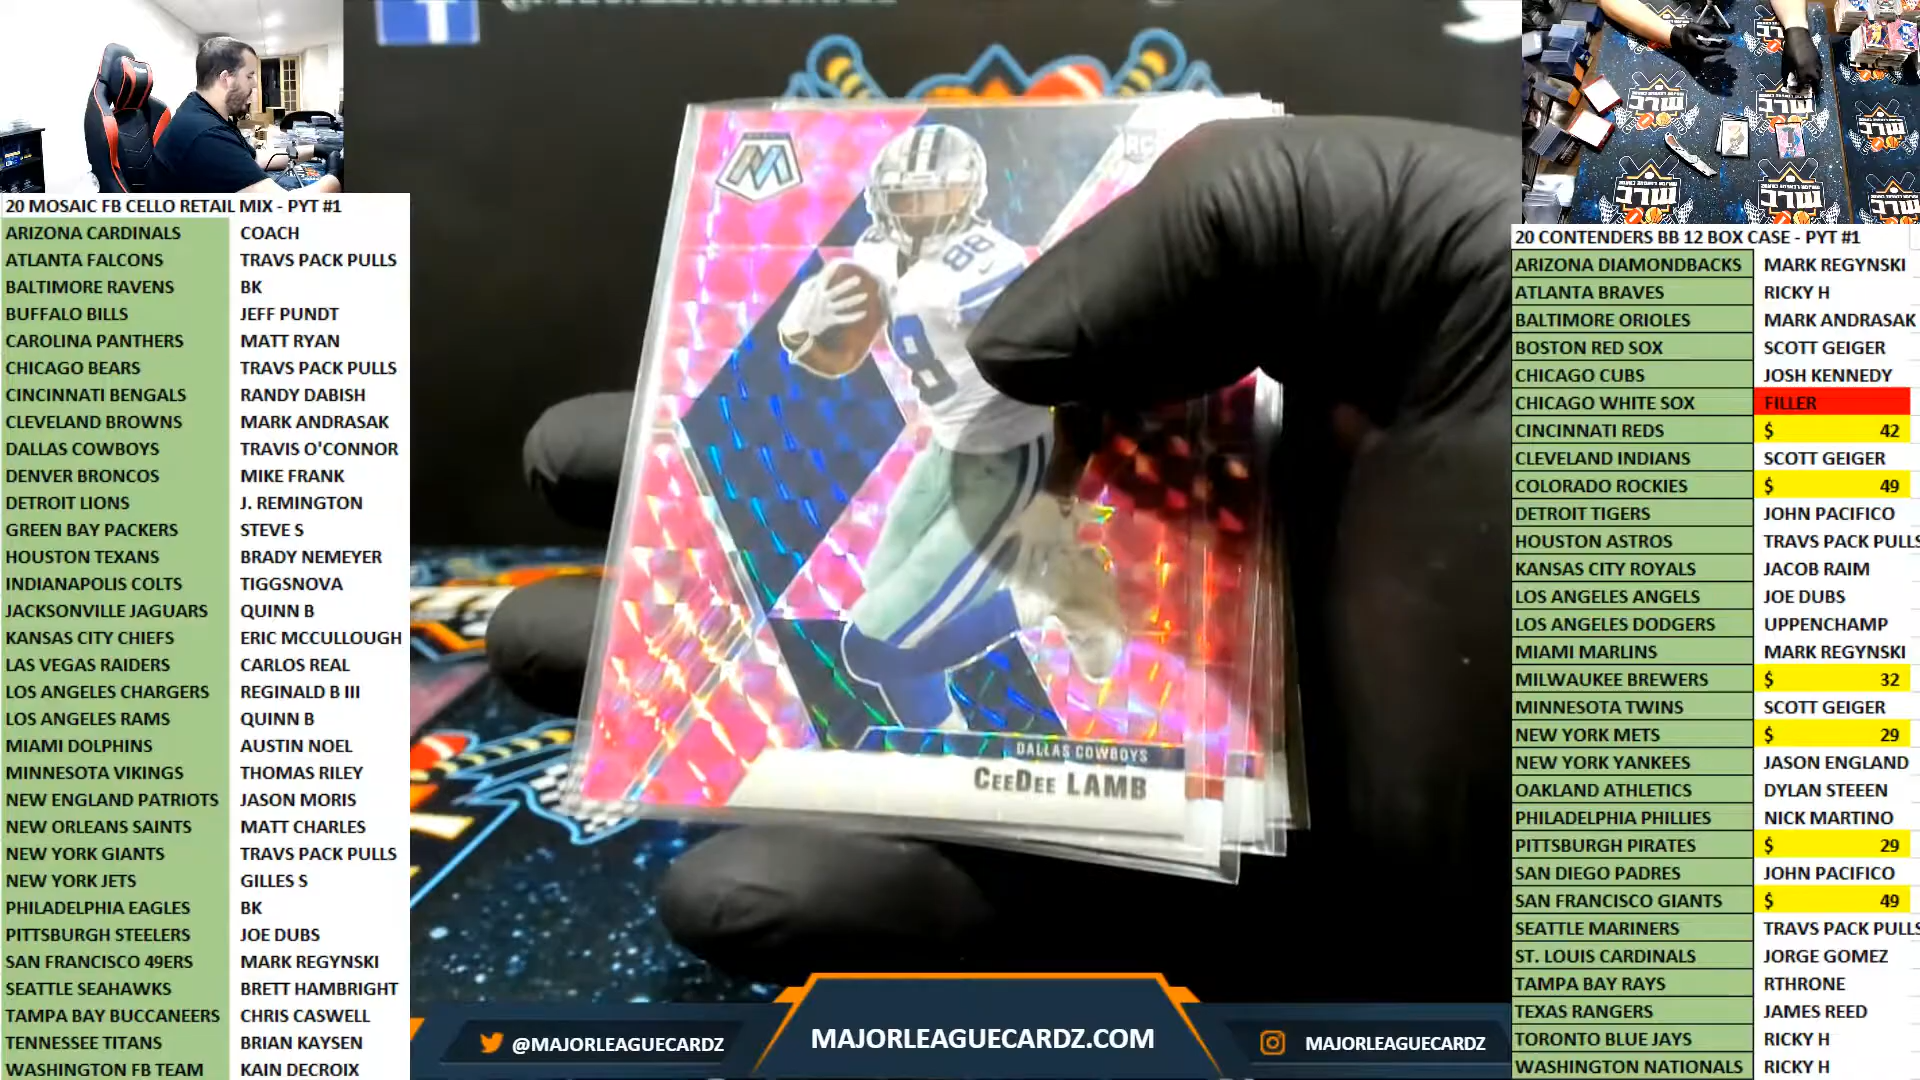 20 MOSAIC FB CELLO RETAIL MIX - PYT #1
ARIZONA CARDINALS COACH
ATLANTA FALCONS TRAVS PACK PULLS
BALTIMORE RAVENS BK
BUFFALO BILLS JEFF PUNDT
CAROLINA PANTHERS MATT RYAN
CHICAGO BEARS TRAVS PACK PULLS
CINCINNATI BENGALS RANDY DABISH
CLEVELAND BROWNS MARK ANDRASAK
DALLAS COWBOYS TRAVIS O'CONNOR
DENVER BRONCOS MIKE FRANK
DETROIT LIONS J. REMINGTON
GREEN BAY PACKERS STEVE S
HOUSTON TEXANS BRADY NEMEYER
INDIANAPOLIS COLTS TIGGSNOVA
JACKSONVILLE JAGUARS QUINN B
KANSAS CITY CHIEFS ERIC MCCULLOUGH
LAS VEGAS RAIDERS CARLOS REAL
LOS ANGELES CHARGERS REGINALD B III
LOS ANGELES RAMS QUINN B
MIAMI DOLPHINS AUSTIN NOEL
MINNESOTA VIKINGS THOMAS RILEY
NEW ENGLAND PATRIOTS JASON MORIS
NEW ORLEANS SAINTS MATT CHARLES
NEW YORK GIANTS TRAVS PACK PULLS
NEW YORK JETS GILLES S
PHILADELPHIA EAGLES BK
PITTSBURGH STEELERS JOE DUBS
SAN FRANCISCO 49ERS MARK REGYNSKI
SEATTLE SEAHAWKS BRETT HAMBRIGHT
TAMPA BAY BUCCANEERS CHRIS CASWELL
TENNESSEE TITANS BRIAN KAYSEN
WASHINGTON FB TEAM KAIN DECROIX
RC
88
8
DALLAS COWBOYS
CEEDEE LAMB
@MAJORLEAGUECARDZ
MAJORLEAGUECARDZ.COM
MAJORLEAGUECARDZ
20 CONTENDERS BB 12 BOX CASE - PYT #1
ARIZONA DIAMONDBACKS MARK REGYNSKI
ATLANTA BRAVES RICKY H
BALTIMORE ORIOLES MARK ANDRASAK
BOSTON RED SOX SCOTT GEIGER
CHICAGO CUBS JOSH KENNEDY
CHICAGO WHITE SOX FILLER
CINCINNATI REDS $ 42
CLEVELAND INDIANS SCOTT GEIGER
COLORADO ROCKIES $ 49
DETROIT TIGERS JOHN PACIFICO
HOUSTON ASTROS TRAVS PACK PULLS
KANSAS CITY ROYALS JACOB RAIM
LOS ANGELES ANGELS JOE DUBS
LOS ANGELES DODGERS UPPENCHAMP
MIAMI MARLINS MARK REGYNSKI
MILWAUKEE BREWERS $ 32
MINNESOTA TWINS SCOTT GEIGER
NEW YORK METS $ 29
NEW YORK YANKEES JASON ENGLAND
OAKLAND ATHLETICS DYLAN STEEEN
PHILADELPHIA PHILLIES NICK MARTINO
PITTSBURGH PIRATES $ 29
SAN DIEGO PADRES JOHN PACIFICO
SAN FRANCISCO GIANTS $ 49
SEATTLE MARINERS TRAVS PACK PULLS
ST. LOUIS CARDINALS JORGE GOMEZ
TAMPA BAY RAYS RTHRONE
TEXAS RANGERS JAMES REED
TORONTO BLUE JAYS RICKY H
WASHINGTON NATIONALS RICKY H